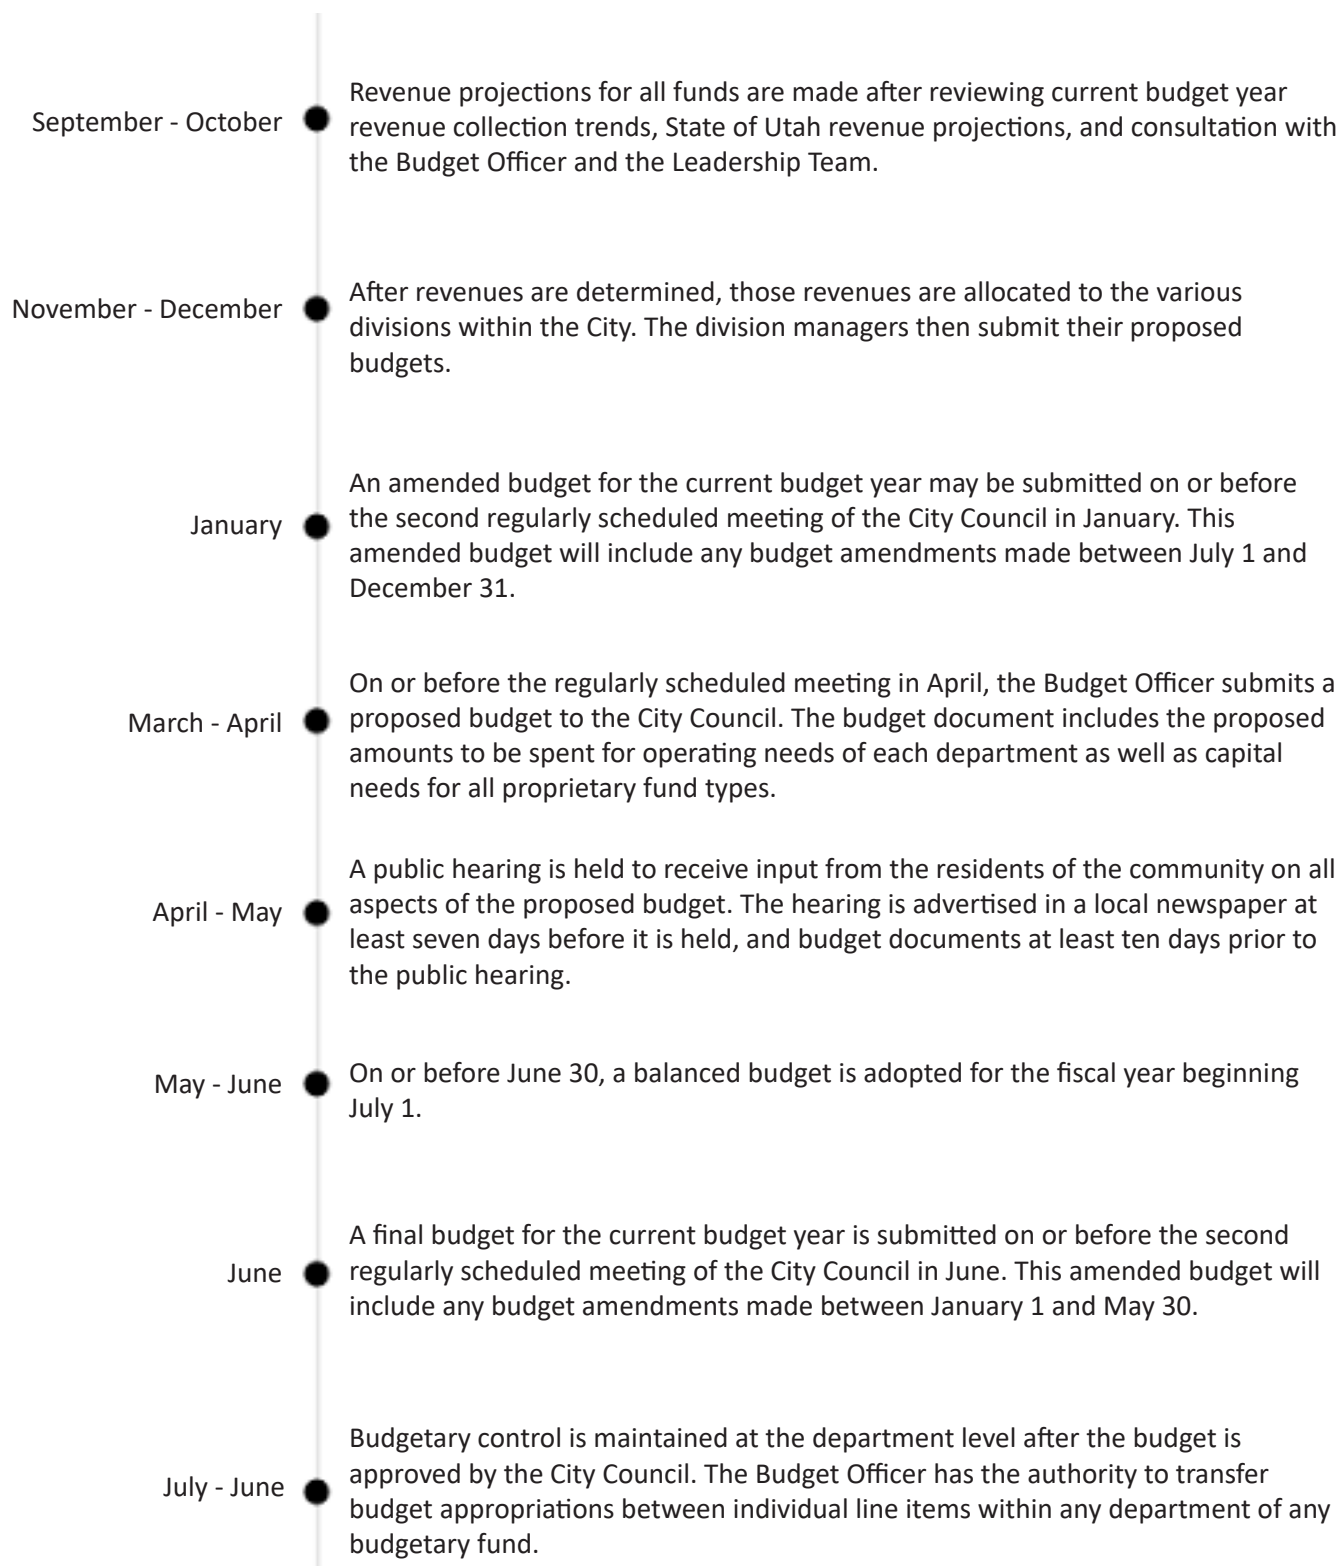 September - October
Revenue projections for all funds are made after reviewing current budget year
revenue collection trends, State of Utah revenue projections, and consultation with
the Budget Officer and the Leadership Team.
November - December
After revenues are determined, those revenues are allocated to the various
divisions within the City. The division managers then submit their proposed
budgets.
January
An amended budget for the current budget year may be submitted on or before
the second regularly scheduled meeting of the City Council in January. This
amended budget will include any budget amendments made between July 1 and
December 31.
March - April
On or before the regularly scheduled meeting in April, the Budget Officer submits a
proposed budget to the City Council. The budget document includes the proposed
amounts to be spent for operating needs of each department as well as capital
needs for all proprietary fund types.
April - May
A public hearing is held to receive input from the residents of the community on all
aspects of the proposed budget. The hearing is advertised in a local newspaper at
least seven days before it is held, and budget documents at least ten days prior to
the public hearing.
May - June
On or before June 30, a balanced budget is adopted for the fiscal year beginning
July 1.
June
A final budget for the current budget year is submitted on or before the second
regularly scheduled meeting of the City Council in June. This amended budget will
include any budget amendments made between January 1 and May 30.
July - June
Budgetary control is maintained at the department level after the budget is
approved by the City Council. The Budget Officer has the authority to transfer
budget appropriations between individual line items within any department of any
budgetary fund.